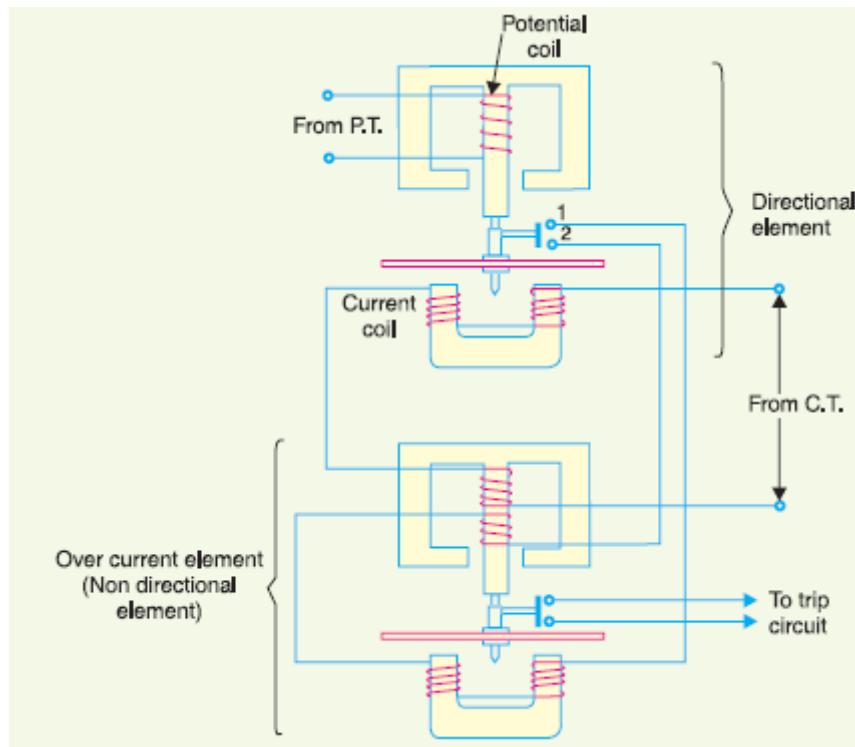 Potential
coil
From P.T.
1
2
Directional
element
Current
coil
From C.T.
Over current element
(Non directional
element)
To trip
circuit